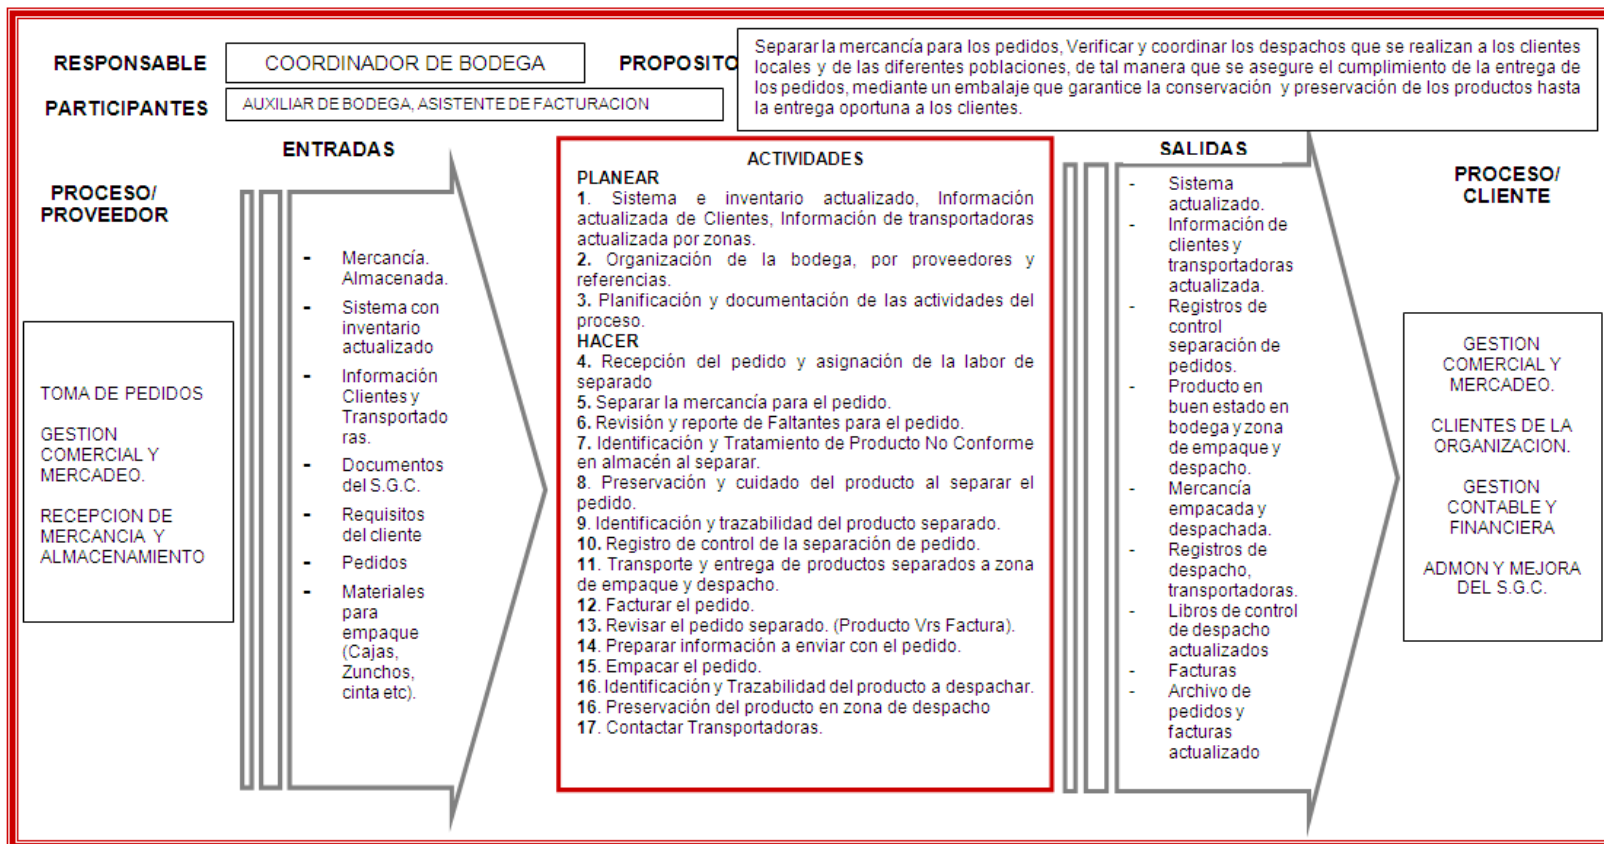 RESPONSABLE
COORDINADOR DE BODEGA
PROPOSITO
Separar la mercancía para los pedidos, Verificar y coordinar los despachos que se realizan a los clientes
locales y de las diferentes poblaciones, de tal manera que se asegure el cumplimiento de la entrega de
los pedidos, mediante un embalaje que garantice la conservación y preservación de los productos hasta
la entrega oportuna a los clientes.
PARTICIPANTES
AUXILIAR DE BODEGA, ASISTENTE DE FACTURACION
PROCESO/
PROVEEDOR
TOMA DE PEDIDOS
GESTION
COMERCIAL Y
MERCADEO.
RECEPCION DE
MERCANCIA Y
ALMACENAMIENTO
ENTRADAS
- Mercancía.
Almacenada.
- Sistema con
inventario
actualizado
- Información
Clientes y
Transportado
ras.
- Documentos
del S.G.C.
- Requisitos
del cliente
- Pedidos
- Materiales
para
empaque
(Cajas,
Zunchos,
cinta etc).
ACTIVIDADES
PLANEAR
1. Sistema e inventario actualizado, Información
actualizada de Clientes, Información de transportadoras
actualizada por zonas.
2. Organización de la bodega, por proveedores y
referencias.
3. Planificación y documentación de las actividades del
proceso.
HACER
4. Recepción del pedido y asignación de la labor de
separado
5. Separar la mercancía para el pedido.
6. Revisión y reporte de Faltantes para el pedido.
7. Identificación y Tratamiento de Producto No Conforme
en almacén al separar.
8. Preservación y cuidado del producto al separar el
pedido.
9. Identificación y trazabilidad del producto separado.
10. Registro de control de la separación de pedido.
11. Transporte y entrega de productos separados a zona
de empaque y despacho.
12. Facturar el pedido.
13. Revisar el pedido separado. (Producto Vrs Factura).
14. Preparar información a enviar con el pedido.
15. Empacar el pedido.
16. Identificación y Trazabilidad del producto a despachar.
16. Preservación del producto en zona de despacho
17. Contactar Transportadoras.
SALIDAS
- Sistema
actualizado.
- Información de
clientes y
transportadoras
actualizada.
- Registros de
control
separación de
pedidos.
- Producto en
buen estado en
bodega y zona
de empaque y
despacho.
- Mercancía
empacada y
despachada.
- Registros de
despacho,
transportadoras.
- Libros de control
de despacho
actualizados
- Facturas
- Archivo de
pedidos y
facturas
actualizado
PROCESO/
CLIENTE
GESTION
COMERCIAL Y
MERCADEO.
CLIENTES DE LA
ORGANIZACION.
GESTION
CONTABLE Y
FINANCIERA
ADMON Y MEJORA
DEL S.G.C.